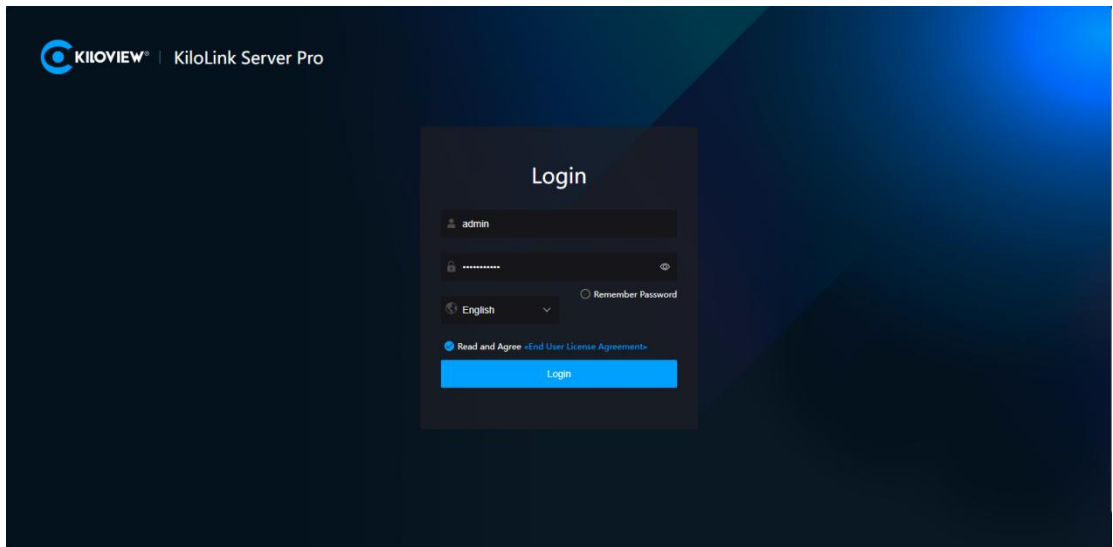 KILOVIEW® | KiloLink Server Pro
Login
admin
•••••••••••
Remember Password
English
Read and Agree «End User License Agreement»
Login